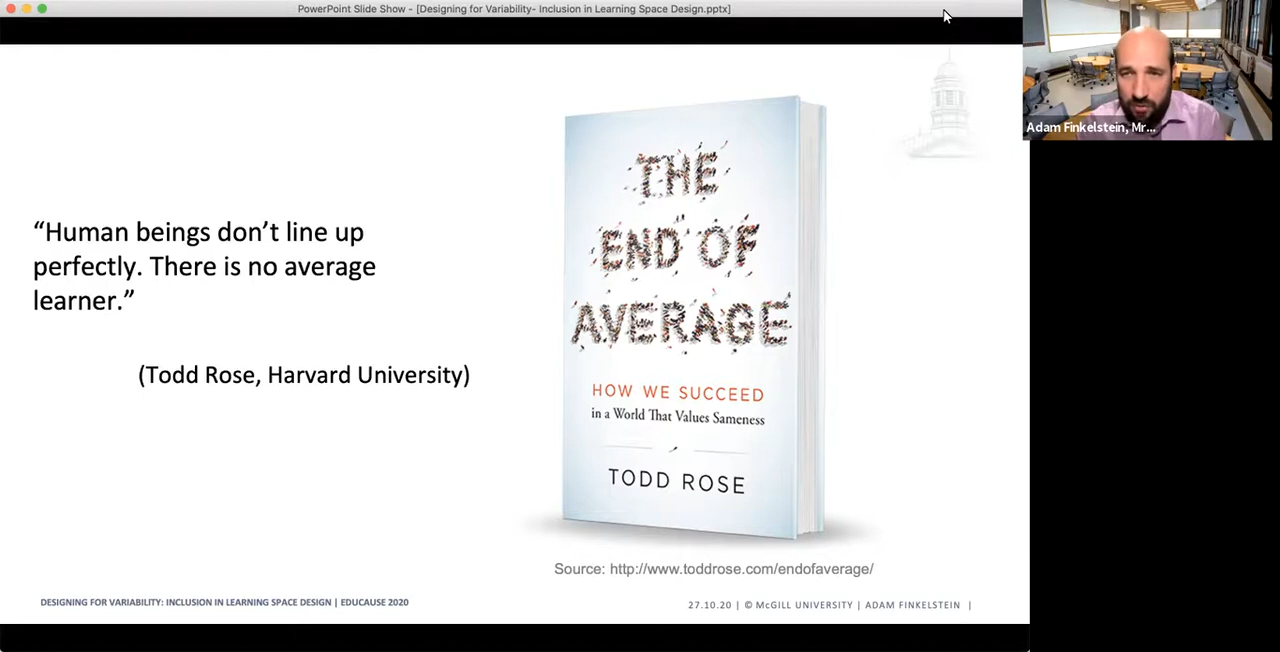 PowerPoint Slide Show - [Designing for Variability- Inclusion in Learning Space Design.pptx]
Adam Finkelstein, Mr...
“Human beings don’t line up
perfectly. There is no average
learner.”
(Todd Rose, Harvard University)
THE
END OF
AVERAGE
HOW WE SUCCEED
in a World That Values Sameness
TODD ROSE
Source: http://www.toddrose.com/endofaverage/
DESIGNING FOR VARIABILITY: INCLUSION IN LEARNING SPACE DESIGN | EDUCAUSE 2020
27.10.20 | © McGILL UNIVERSITY | ADAM FINKELSTEIN |